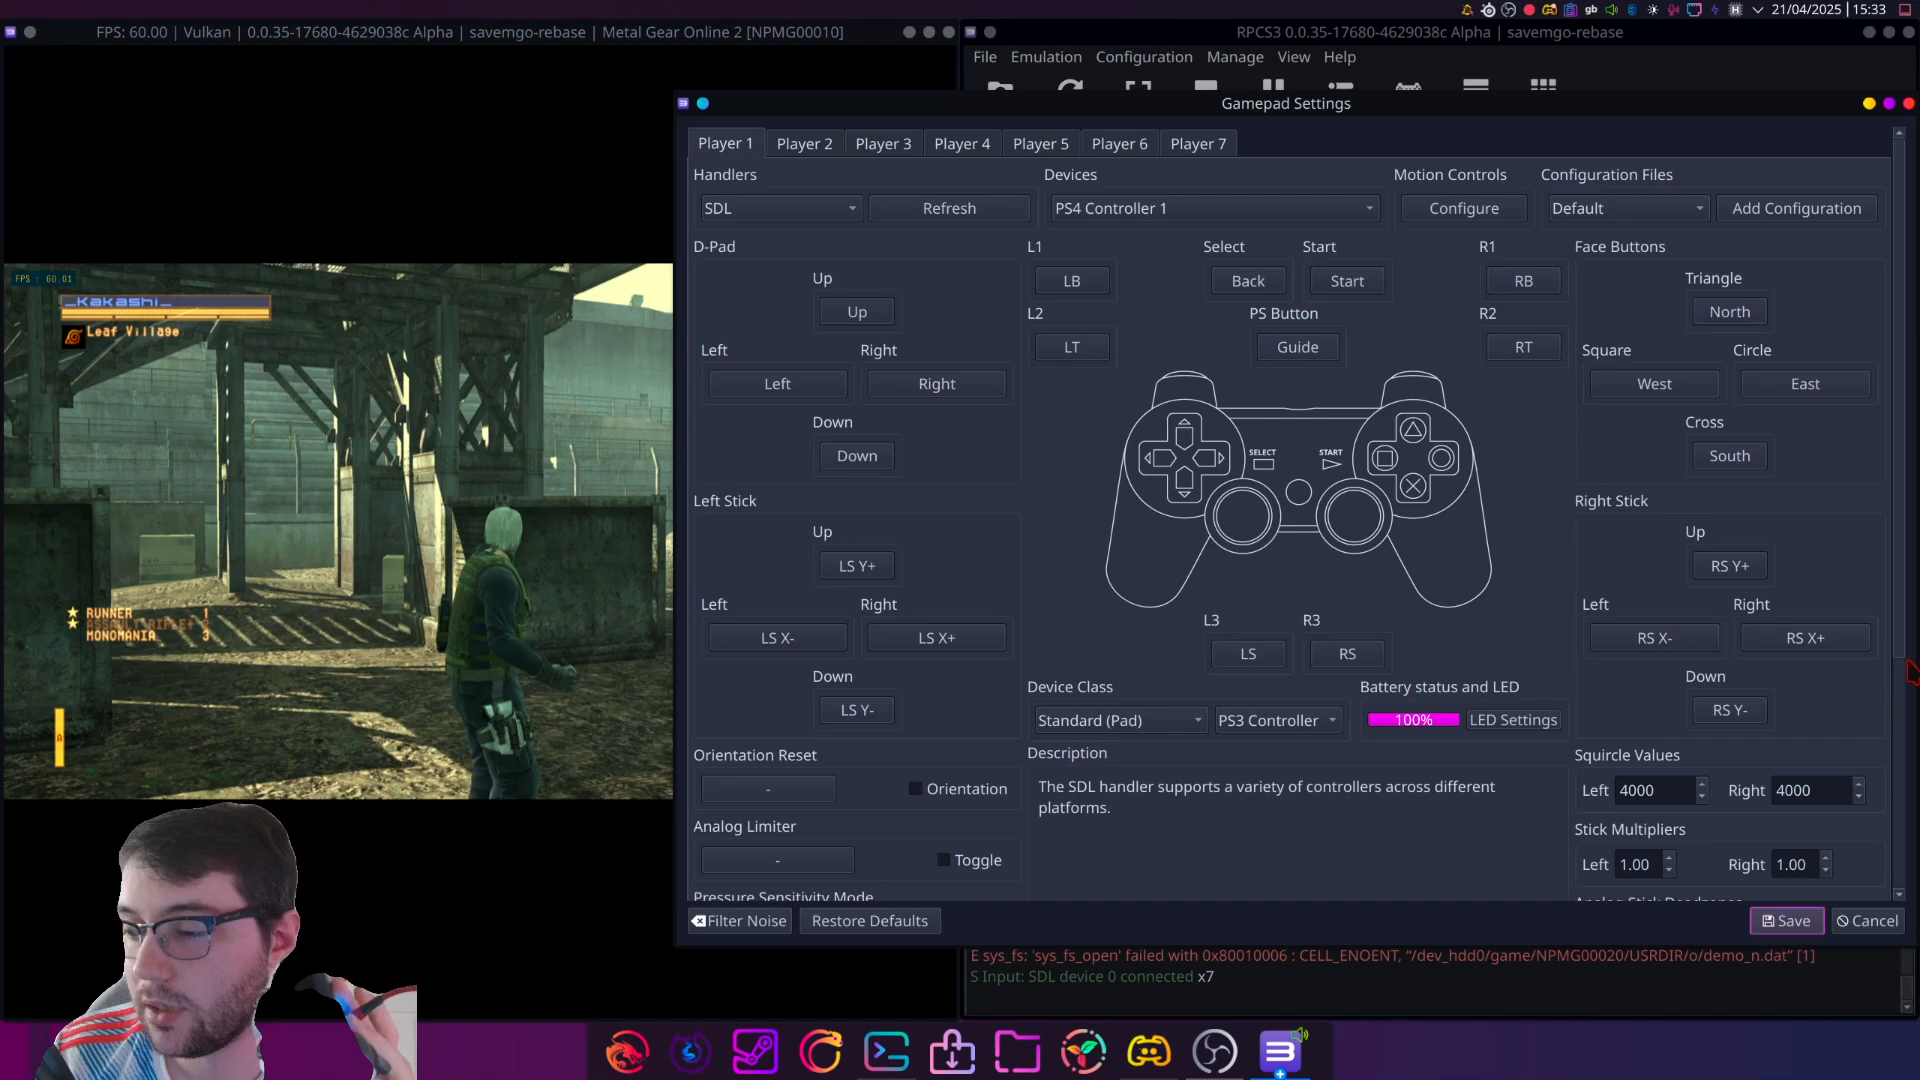 gb
21/04/2025
15:33
FPS: 60.00 | Vulkan | 0.0.35-17680-4629038c Alpha | savemgo-rebase | Metal Gear Online 2 [NPMG00010]
RPCS3 0.0.35-17680-4629038c Alpha | savemgo-rebase
File Emulation Configuration Manage View Help
Gamepad Settings
Player 1 Player 2 Player 3 Player 4 Player 5 Player 6 Player 7
Handlers Devices Motion Controls Configuration Files
SDL Refresh PS4 Controller 1 Configure Default Add Configuration
D-Pad L1 Select Start R1 Face Buttons
Up LB Back Start RB Triangle
Up North
L2 PS Button R2
LT Guide RT
Left Right Square Circle
Left Right West East
Down Cross
Down South
SELECT START
Left Stick Right Stick
Up Up
LS Y+ RS Y+
Left Right L3 R3 Left Right
LS X- LS X+ LS RS RS X- RS X+
Down Down
LS Y- RS Y-
Device Class Battery status and LED
Standard (Pad) PS3 Controller 100% LED Settings
Orientation Reset Description Squircle Values
- Orientation
The SDL handler supports a variety of controllers across different
platforms.
Left 4000 Right 4000
Analog Limiter Stick Multipliers
- Toggle Left 1.00 Right 1.00
Pressure Sensitivity Mode
Filter Noise Restore Defaults Save Cancel
E sys_fs: 'sys_fs_open' failed with 0x80010006 : CELL_ENOENT, “/dev_hdd0/game/NPMG00020/USRDIR/o/demo_n.dat” [1]
S Input: SDL device 0 connected x7
FPS : 60.01
_Kakashi_
Leaf Village
RUNNER 1
ASSAULT RIFLE+ 2
MONOMANIA 3
A